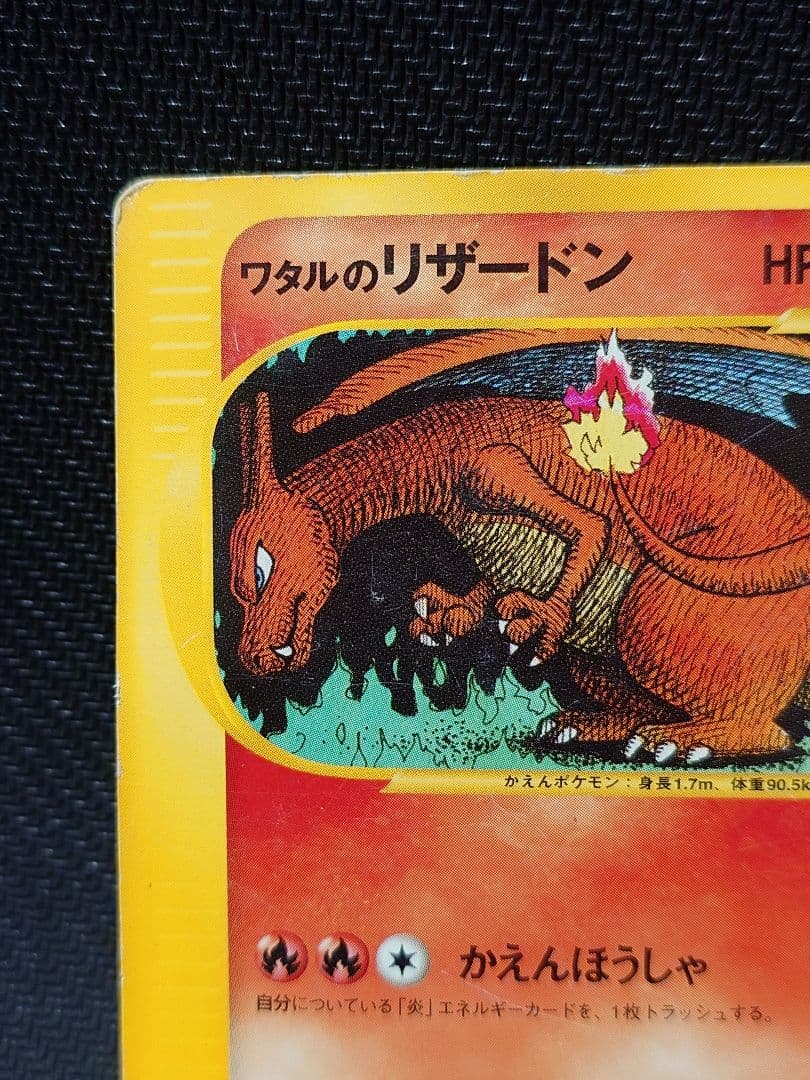 ワタルのリザードン HP
かえんポケモン：身長1.7m、体重90.5k
かえんほうしゃ
自分についている「炎」エネルギーカードを、1枚トラッシュする。